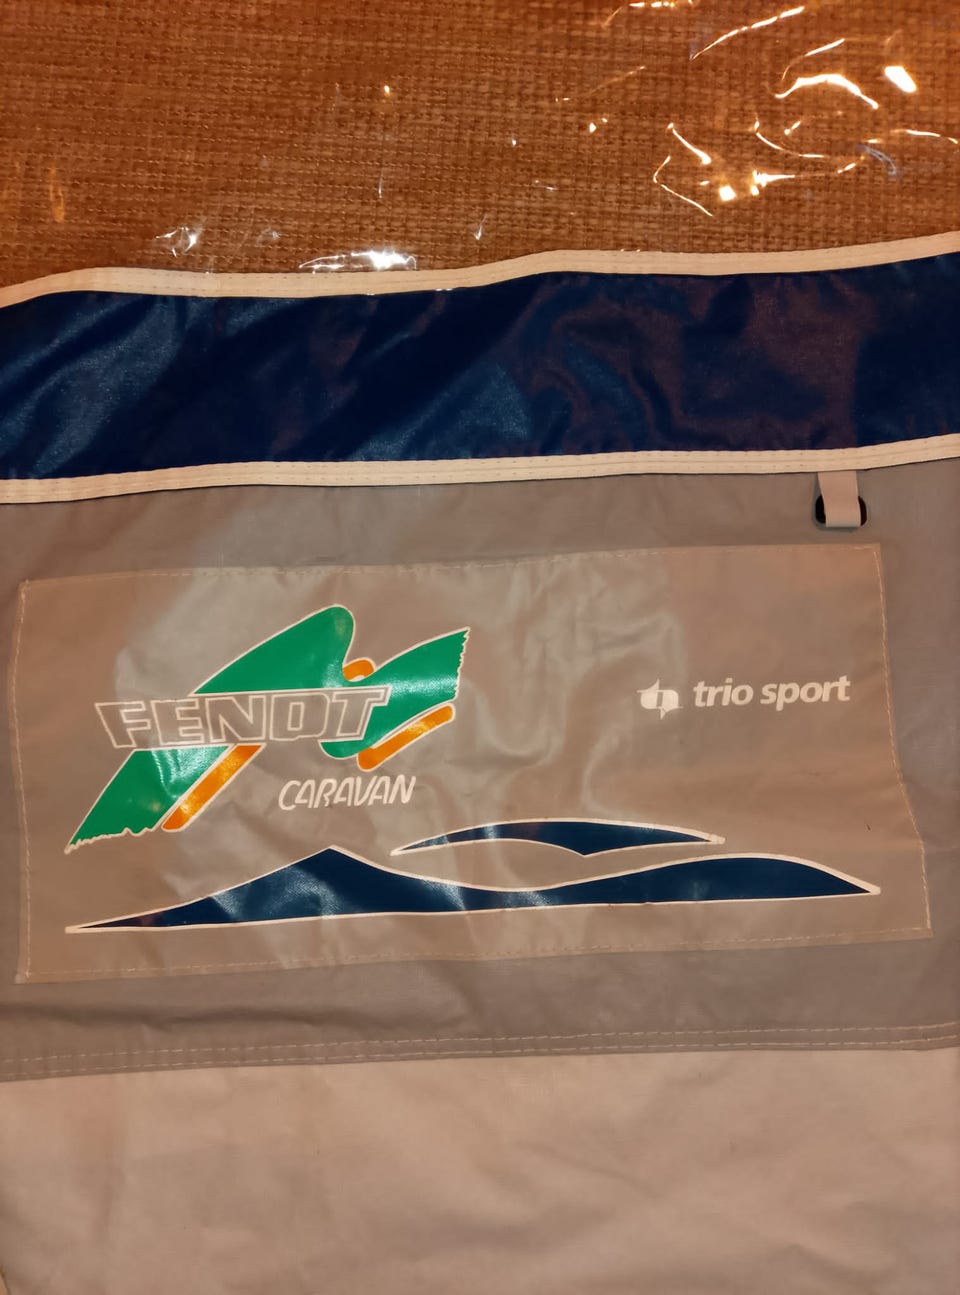 FENDT
CARAVAN
trio sport